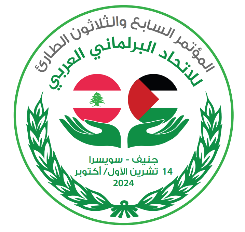 المؤتمر السابع والثلاثون الطارئ
للاتحاد البرلماني العربي
جنيف - سويسرا
14 تشرين الأول/ أكتوبر
2024